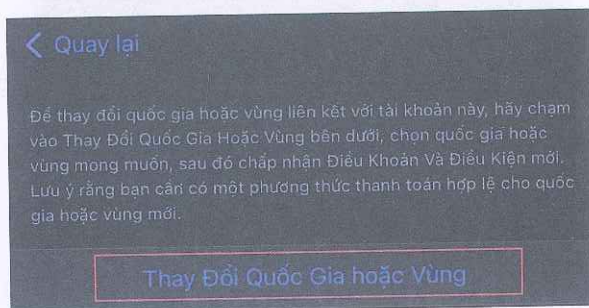 Quay lại
Để thay đổi quốc gia hoặc vùng liên kết với tài khoản này, hãy chạm
vào Thay Đổi Quốc Gia Hoặc Vùng bên dưới, chọn quốc gia hoặc
vùng mong muốn, sau đó chấp nhận Điều Khoản Và Điều Kiện mới.
Lưu ý rằng bạn cần có một phương thức thanh toán hợp lệ cho quốc
gia hoặc vùng mới.
Thay Đổi Quốc Gia hoặc Vùng